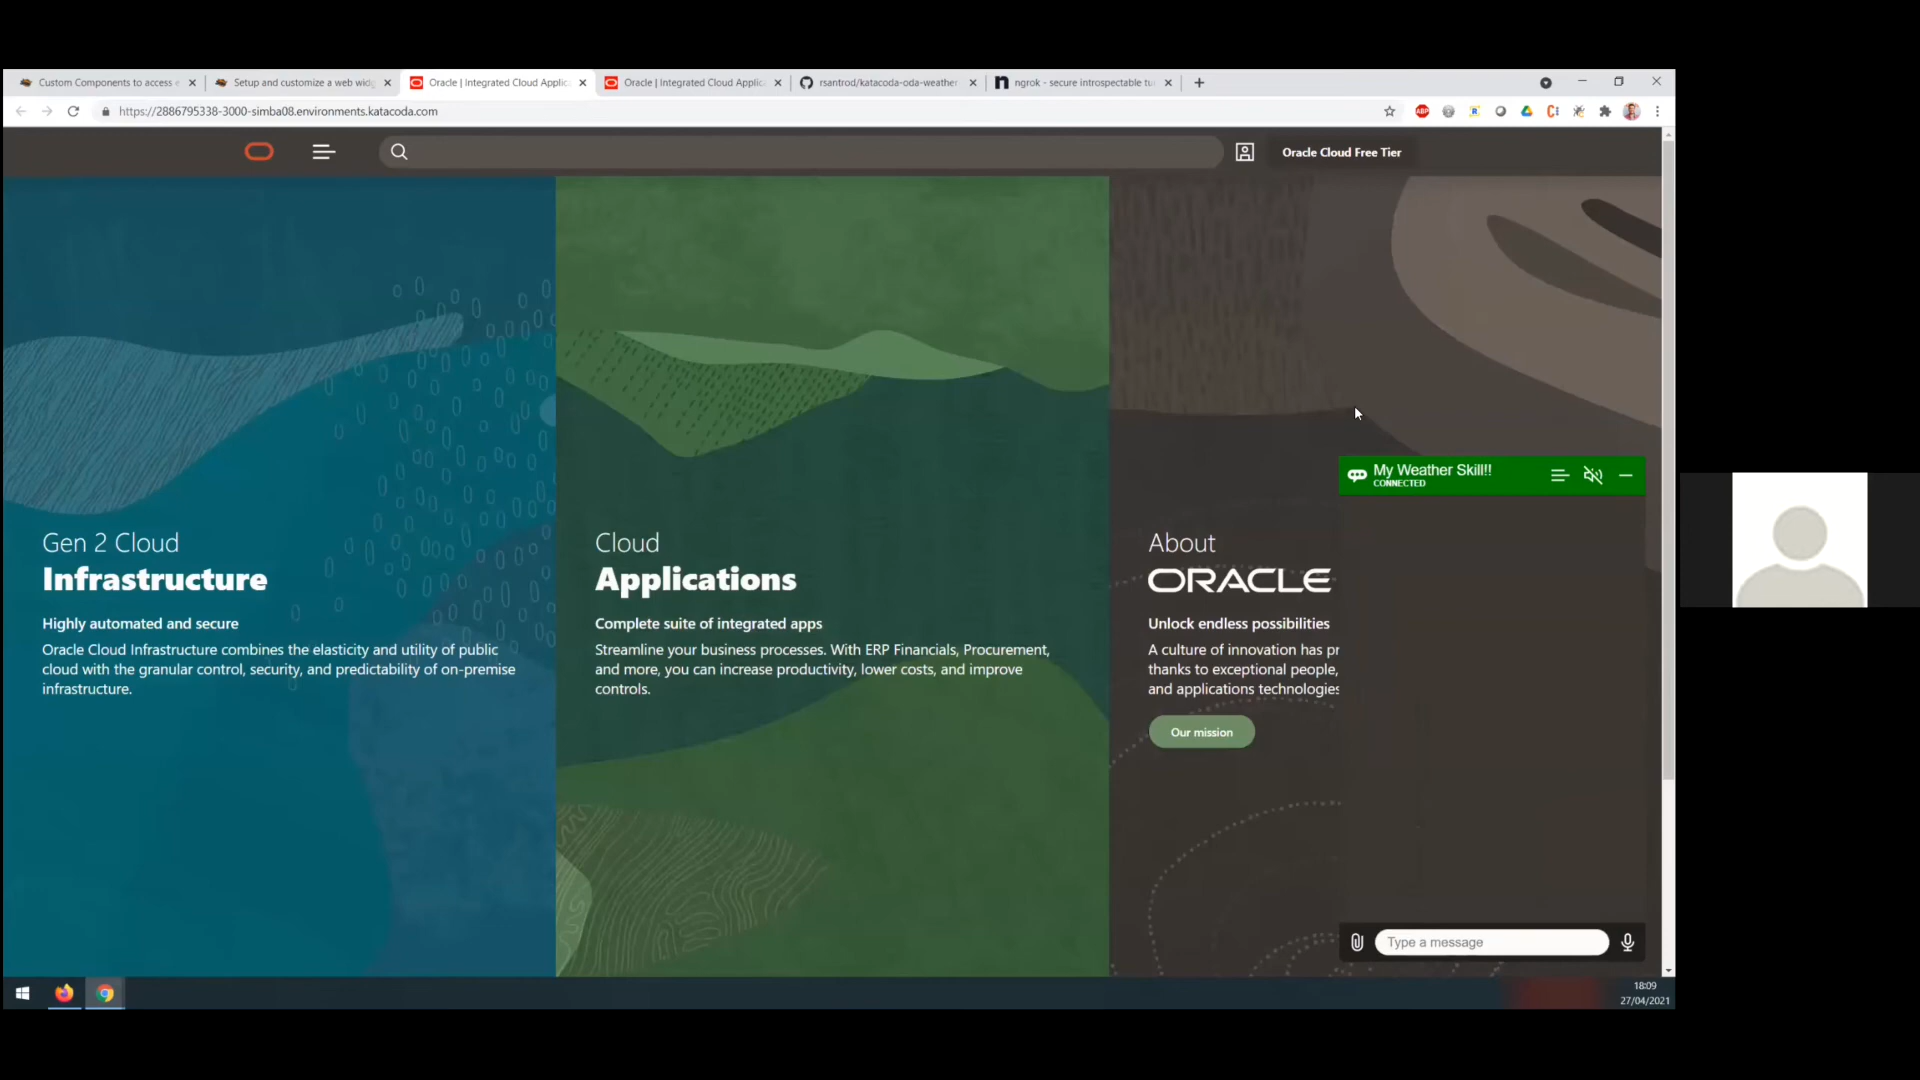 Custom Components to access
Setup and customize a web wid
Oracle | Integrated Cloud Applic
Oracle | Integrated Cloud Applic
rsantrod/katacoda-oda-weather
ngrok - secure introspectable tu
https://2886795338-3000-simba08.environments.katacoda.com
ABP
Oracle Cloud Free Tier
My Weather Skill!!
CONNECTED
Gen 2 Cloud
Infrastructure
Highly automated and secure
Oracle Cloud Infrastructure combines the elasticity and utility of public
cloud with the granular control, security, and predictability of on-premise
infrastructure.
Cloud
Applications
Complete suite of integrated apps
Streamline your business processes. With ERP Financials, Procurement,
and more, you can increase productivity, lower costs, and improve
controls.
About
ORACLE
Unlock endless possibilities
A culture of innovation has pr
thanks to exceptional people,
and applications technologies
Our mission
Type a message
18:09
27/04/2021